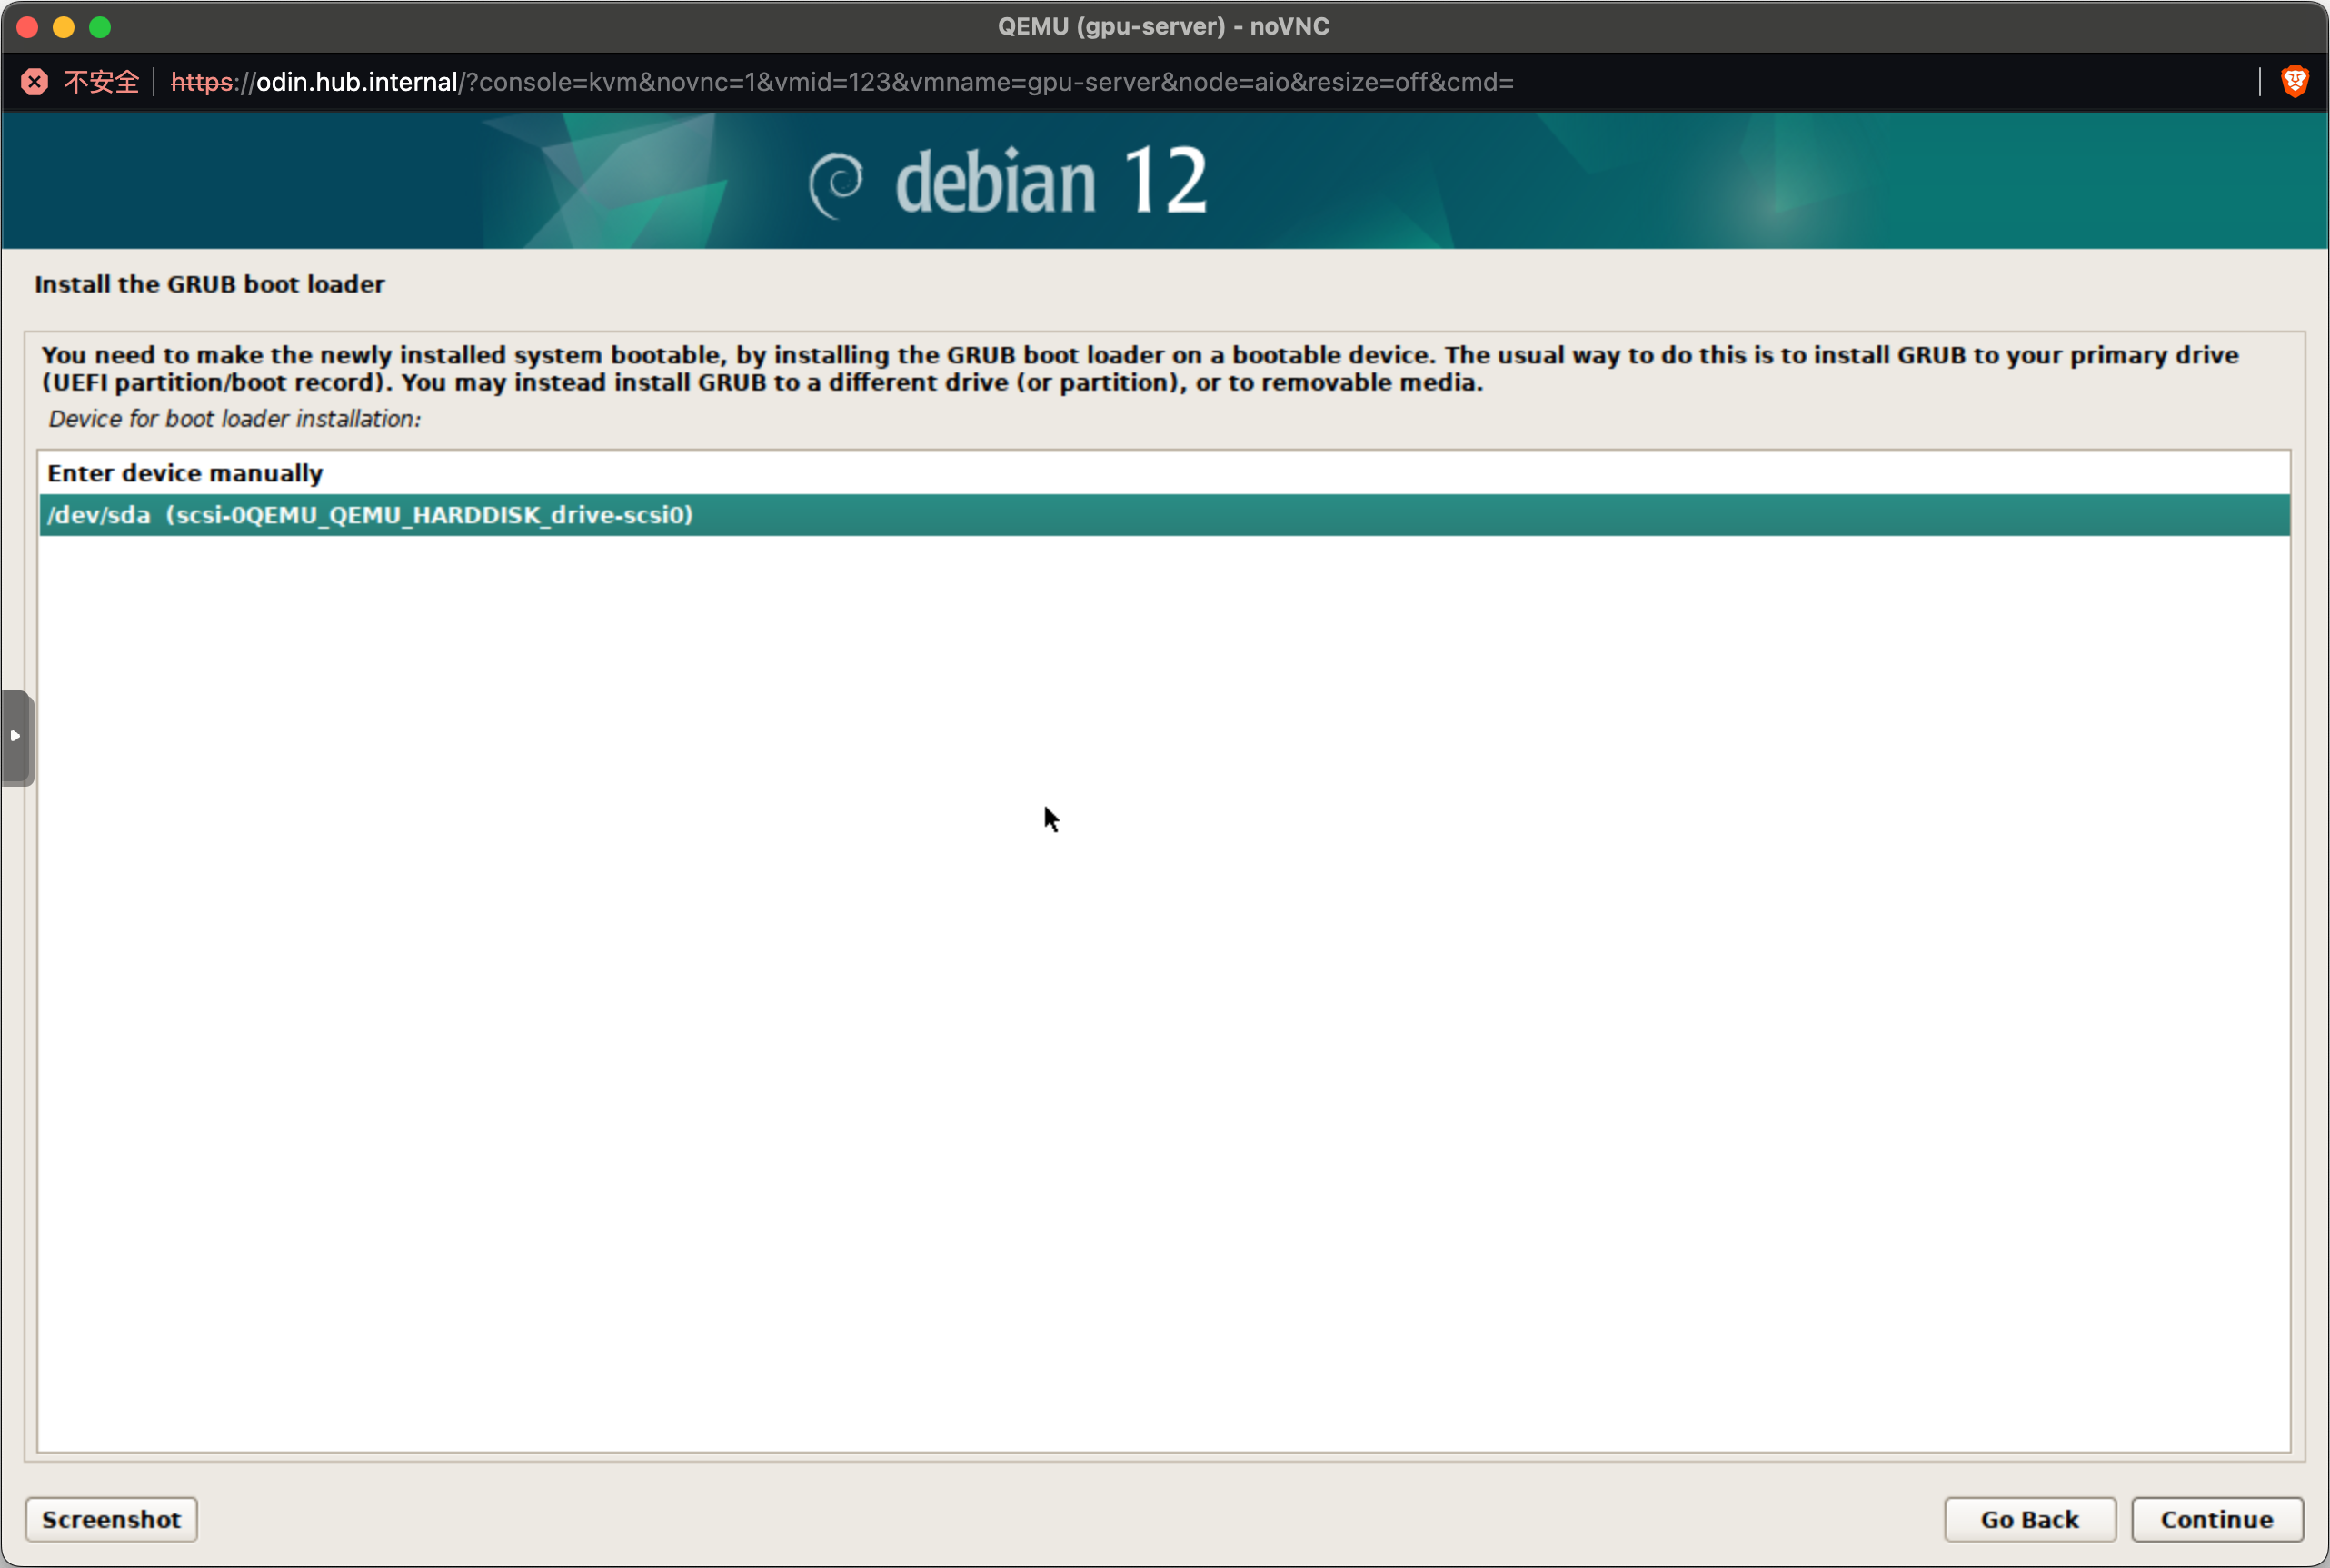 QEMU (gpu-server) - noVNC
不安全 https://odin.hub.internal/?console=kvm&novnc=1&vmid=123&vmname=gpu-server&node=aio&resize=off&cmd=
debian 12
Install the GRUB boot loader
You need to make the newly installed system bootable, by installing the GRUB boot loader on a bootable device. The usual way to do this is to install GRUB to your primary drive
(UEFI partition/boot record). You may instead install GRUB to a different drive (or partition), or to removable media.
Device for boot loader installation:
Enter device manually
/dev/sda (scsi-0QEMU_QEMU_HARDDISK_drive-scsi0)
Screenshot
Go Back
Continue